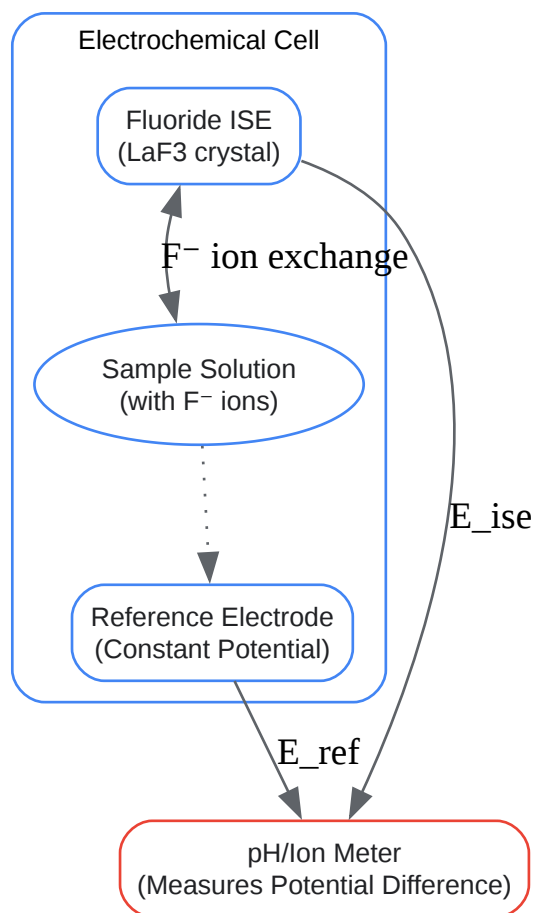 Electrochemical Cell
Fluoride ISE
(LaF3 crystal)
F⁻ ion exchange
Sample Solution
(with F⁻ ions)
E_ise
Reference Electrode
(Constant Potential)
E_ref
pH/Ion Meter
(Measures Potential Difference)